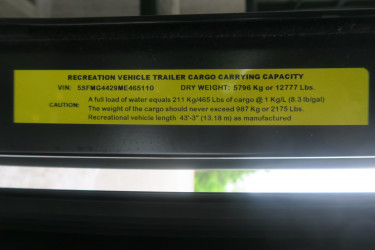 RECREATION VEHICLE TRAILER CARGO CARRYING CAPACITY
VIN: 5SFMG4429ME465110 DRY WEIGHT: 5796 Kg or 12777 Lbs.
A full load of water equals 211 Kg/465 Lbs of cargo @ 1 Kg/L (8.3 lb/gal)
CAUTION: The weight of the cargo should never exceed 987 Kg or 2175 Lbs.
Recreational vehicle length 43'-3" (13.18 m) as manufactured